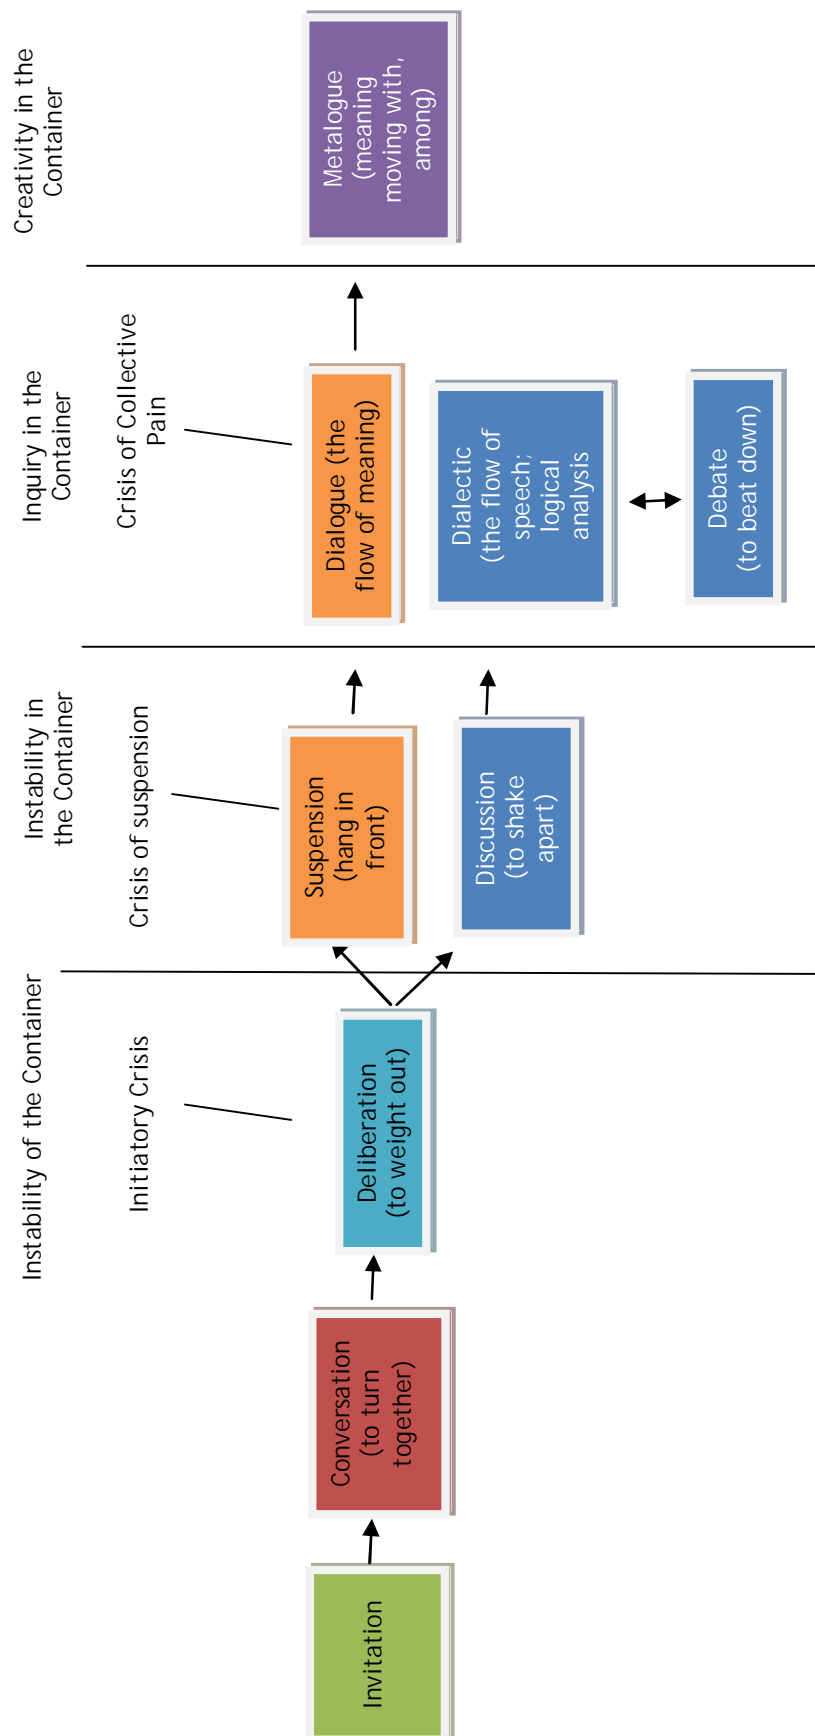 Instability of the Container
Instability in
the Container
Inquiry in the
Container
Creativity in the
Container
Initiatory Crisis
Crisis of suspension
Crisis of Collective
Pain
Invitation
Conversation
(to turn
together)
Deliberation
(to weight out)
Suspension
(hang in
front)
Discussion
(to shake
apart)
Dialogue (the
flow of meaning)
Dialectic
(the flow of
speech;
logical
analysis
Debate
(to beat down)
Metalogue
(meaning
moving with,
among)